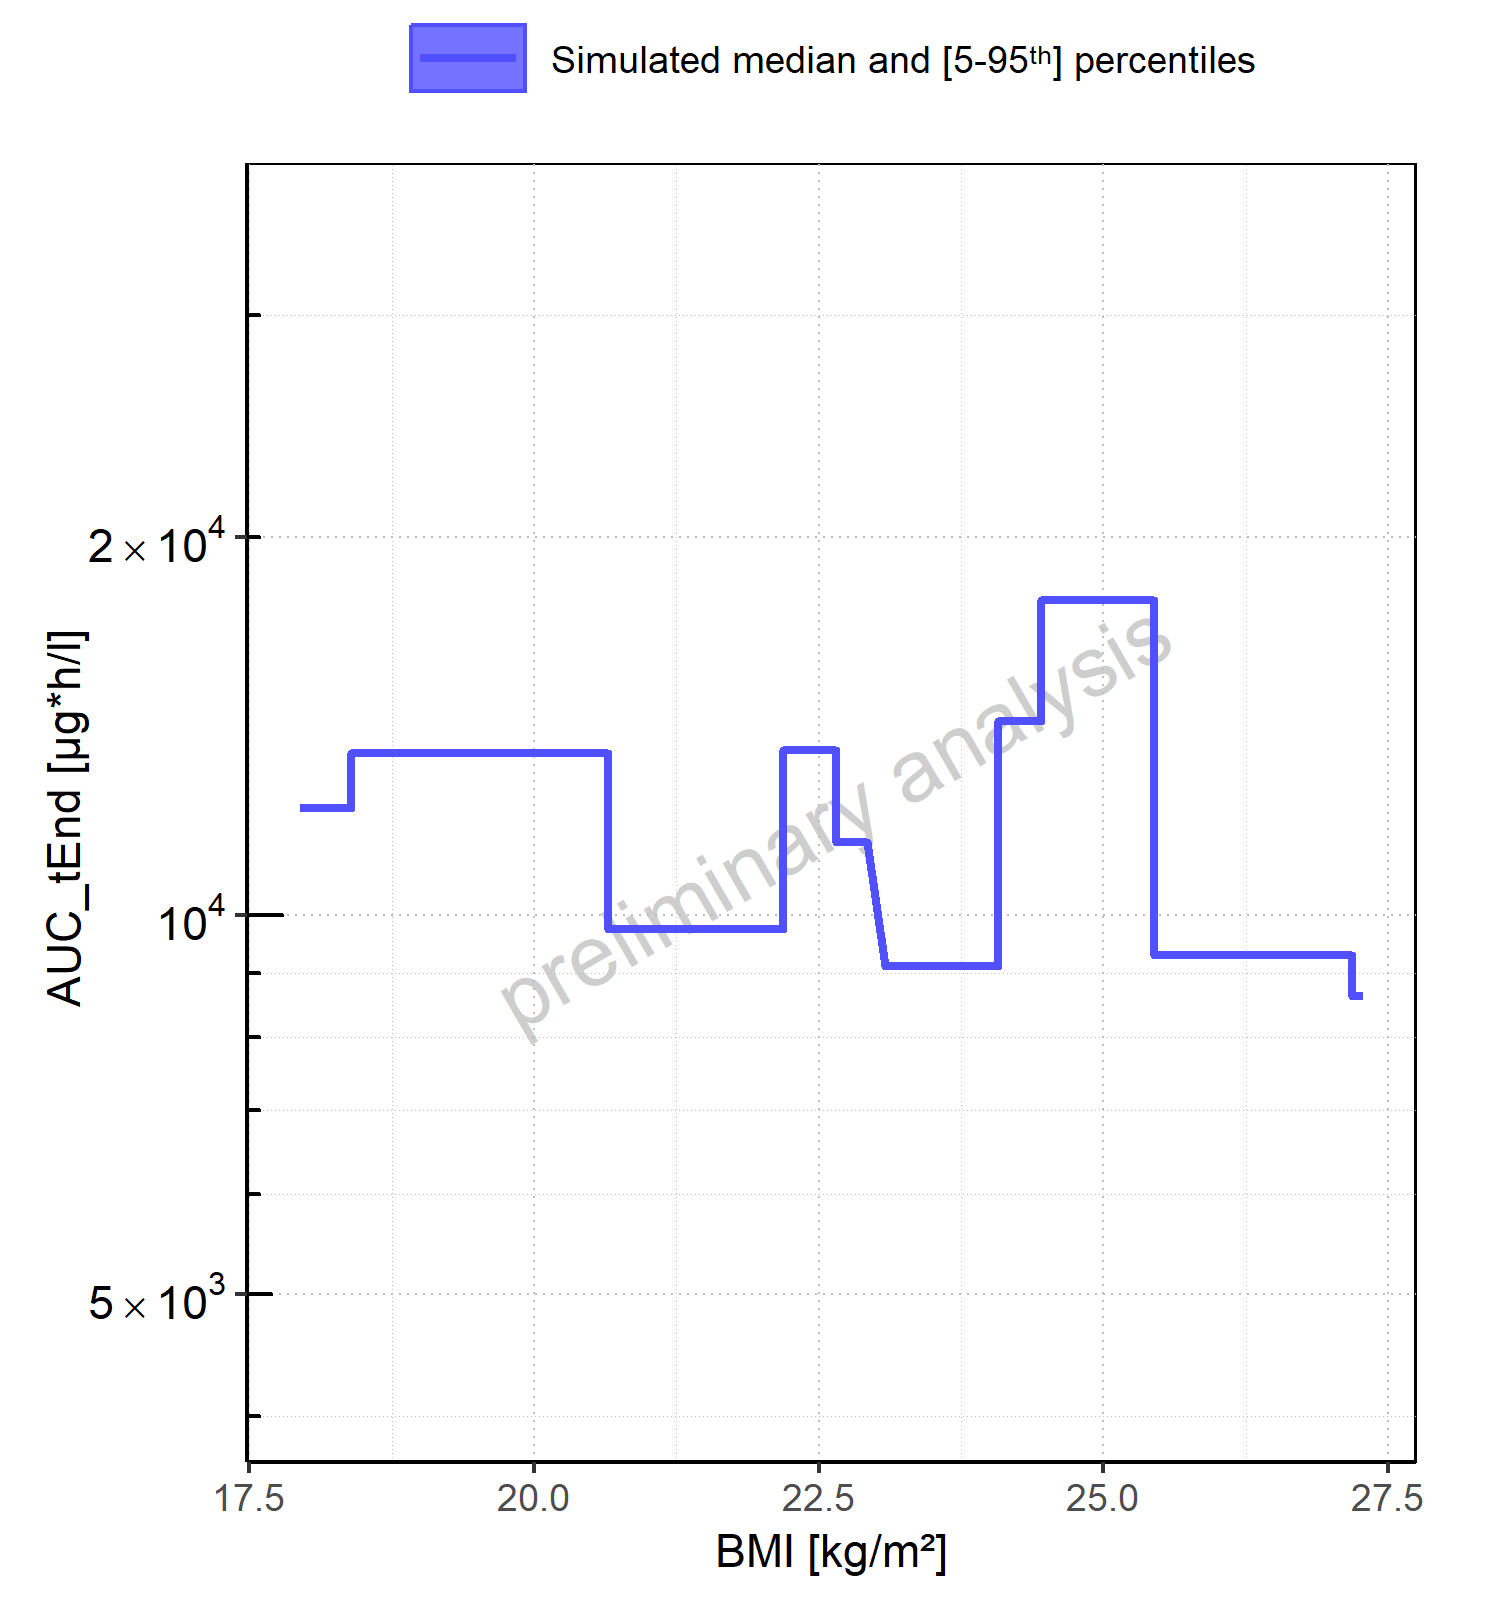 Simulated median and [5-95ᵗʰ] percentiles
AUC_tEnd [µg*h/l]
2 × 10⁴
10⁴
5 × 10³
preliminary analysis
17.5 20.0 22.5 25.0 27.5
BMI [kg/m²]